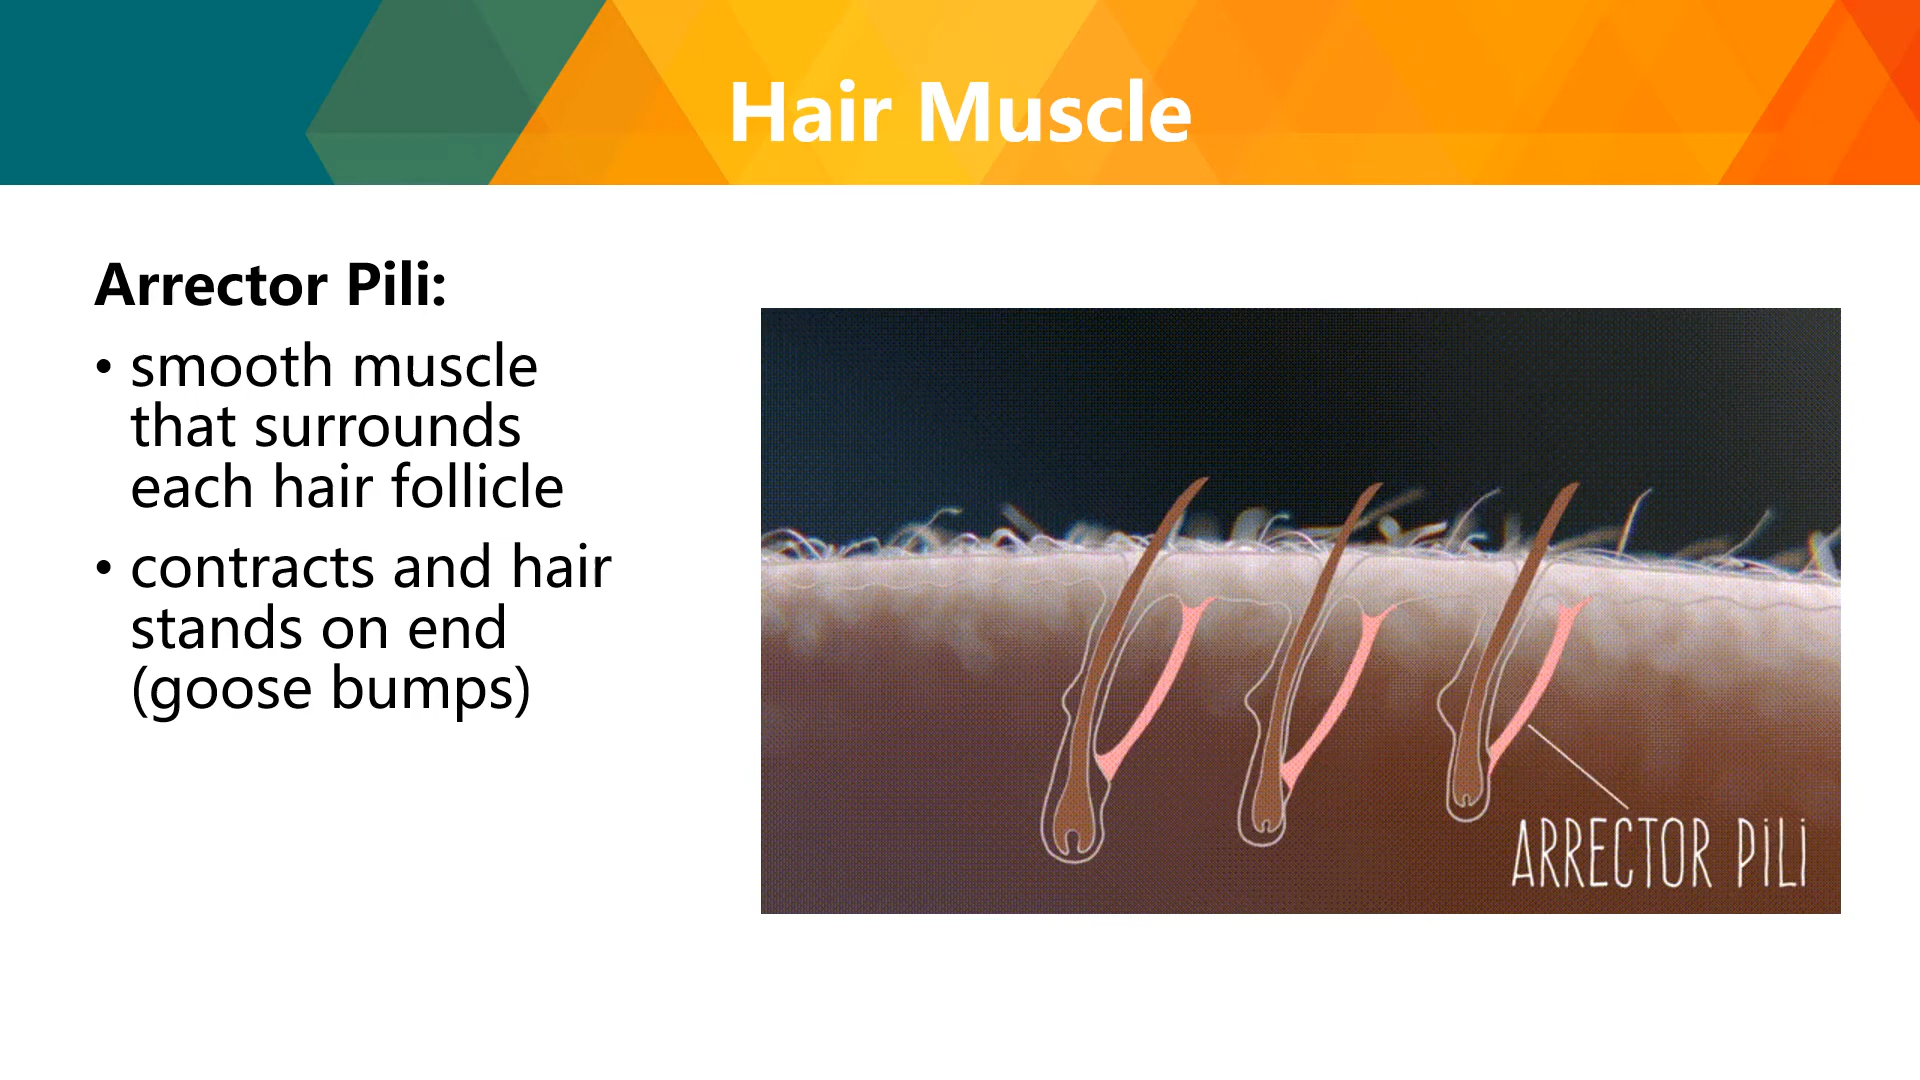 Hair Muscle
Arrector Pili:
• smooth muscle
that surrounds
each hair follicle
• contracts and hair
stands on end
(goose bumps)
ARRECTOR PiLi